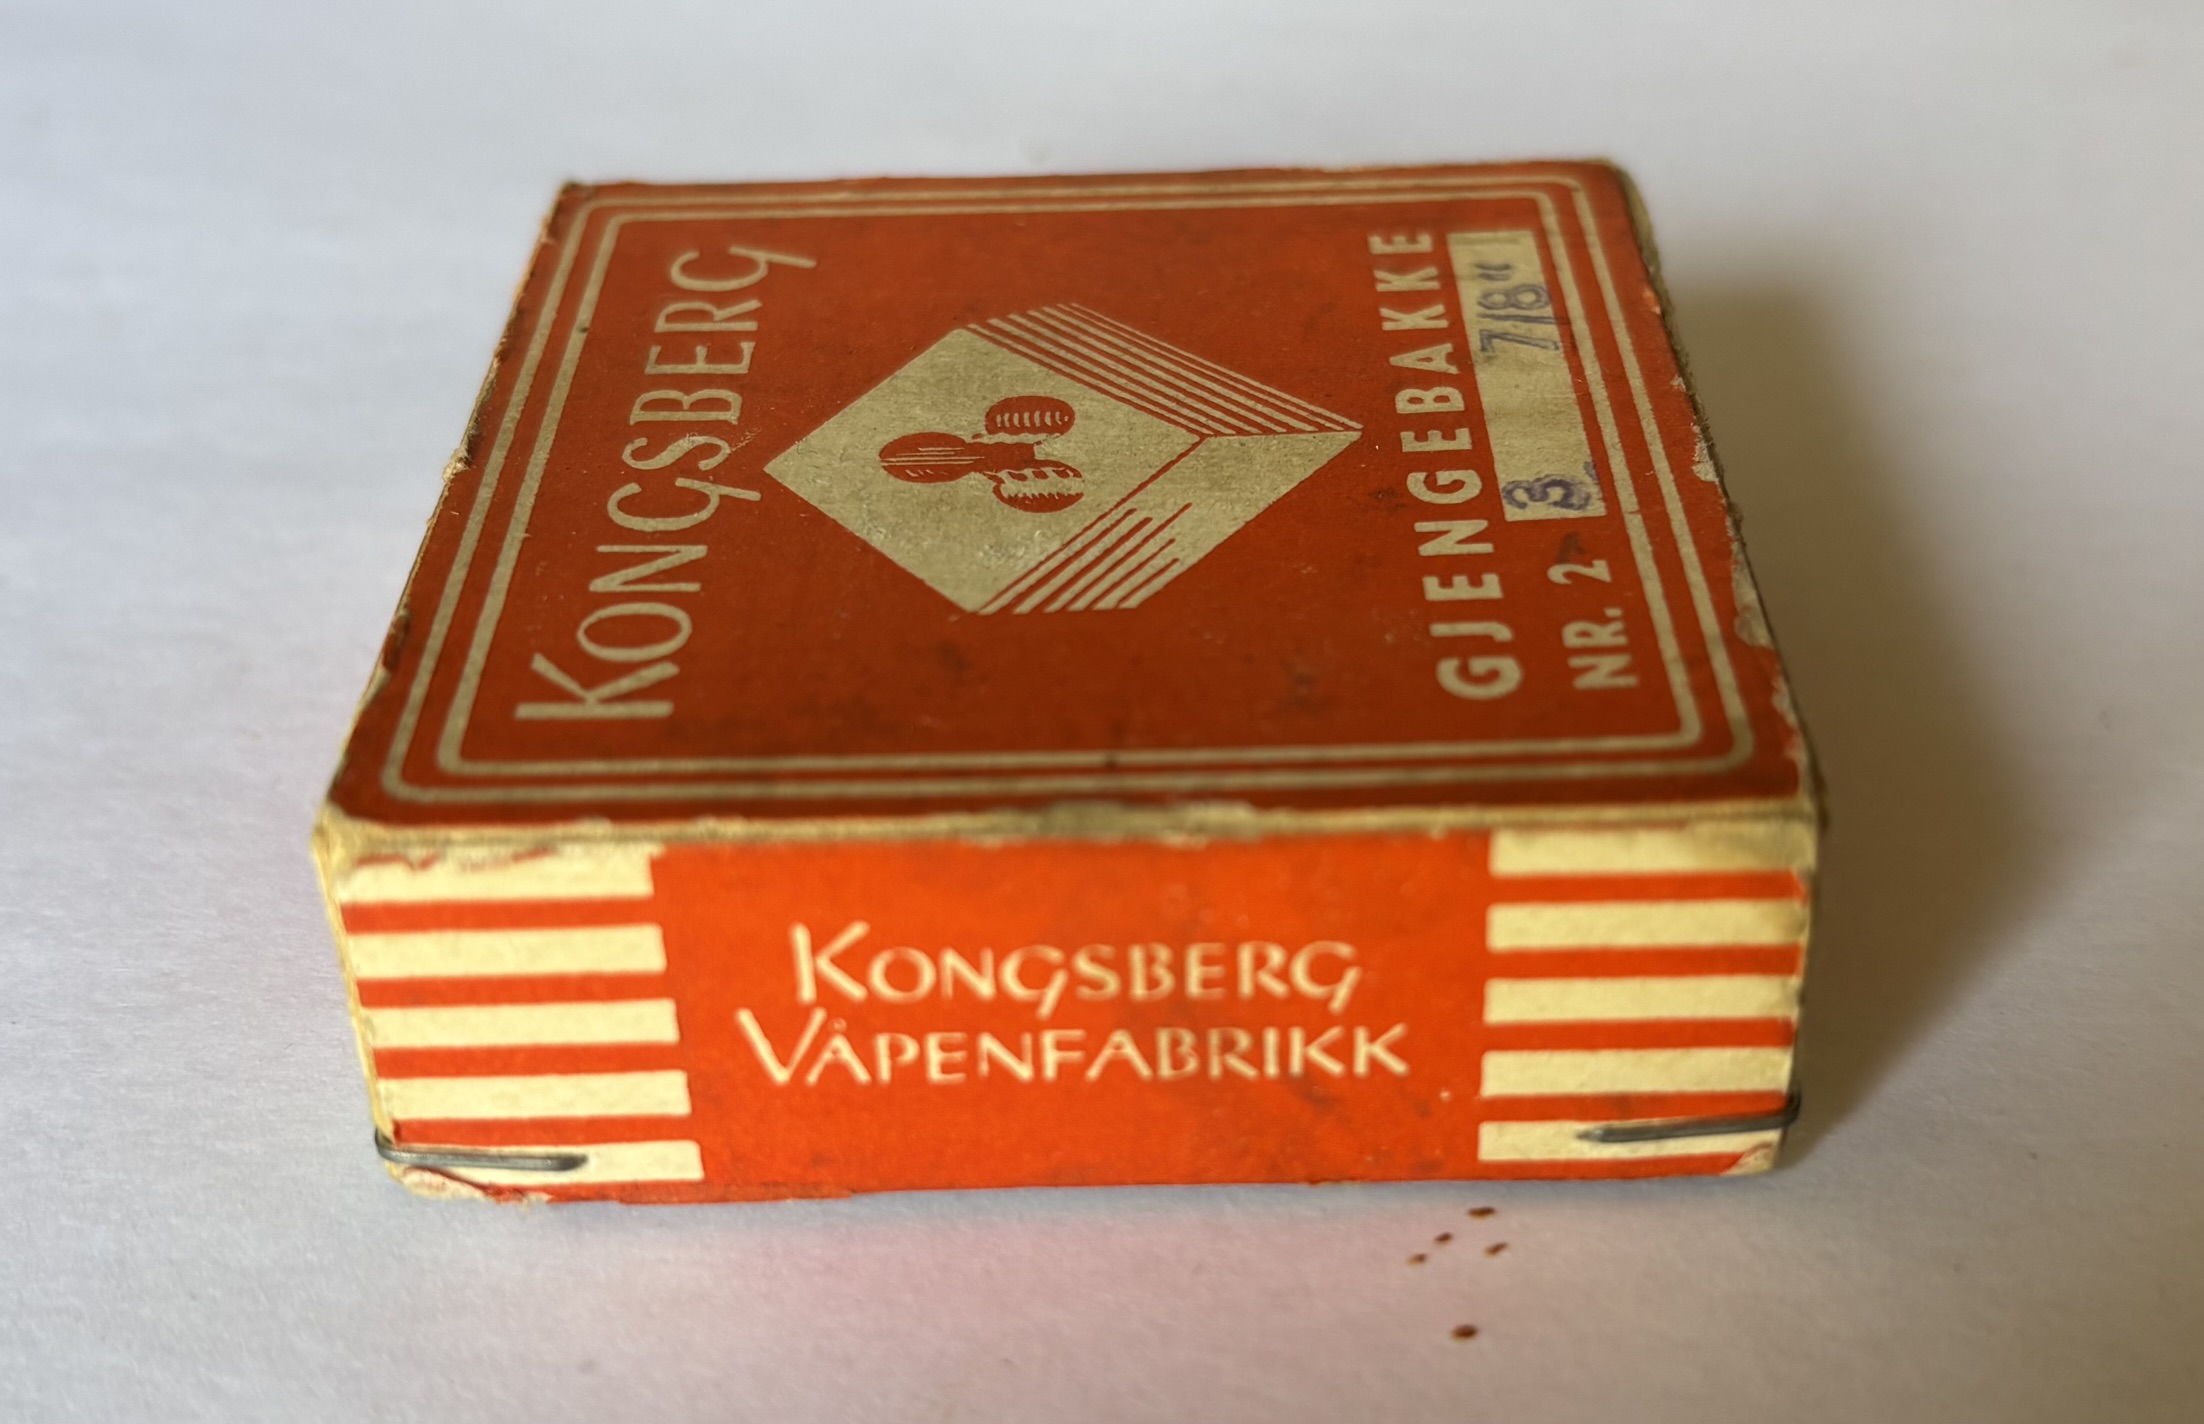 KONGSBERG
GJENGEBAKKE
NR. 2 3 7/8"
KONGSBERG
VÅPENFABRIKK